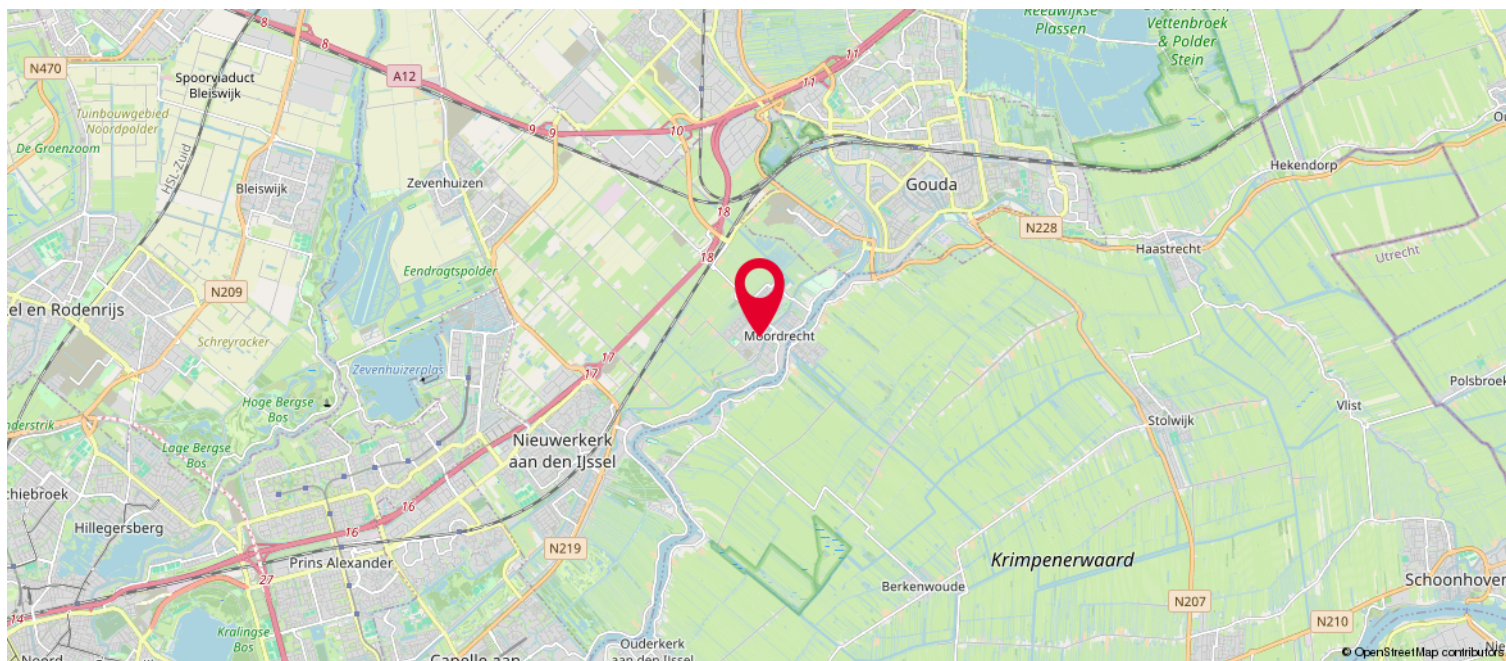 Reeuwijkse
Plassen
Vettenbroek
& Polder
Stein
8
8
11
11
N470
A12
Spoorviaduct
Bleiswijk
Tuinbouwgebied
Noordpolder
9
9
10
De Groenzoom
HSL-Zuid
Bleiswijk
Zevenhuizen
Gouda
Hekendorp
18
N228
Haastrecht
Utrecht
18
Eendragtspolder
N209
el en Rodenrijs
Schreyracker
Moordrecht
17
17
Zevenhuizerplas
Polsbroek
Hoge Bergse
Bos
Vlist
Stolwijk
nderstrik
Lage Bergse
Bos
Nieuwerkerk
aan den IJssel
chiebroek
16
16
Hillegersberg
N219
Prins Alexander
27
Krimpenerwaard
Berkenwoude
Schoonhoven
N207
14
N210
Kralingse
Bos
Ouderkerk
aan den IJssel
Noord
Capelle aan
© OpenStreetMap contributors